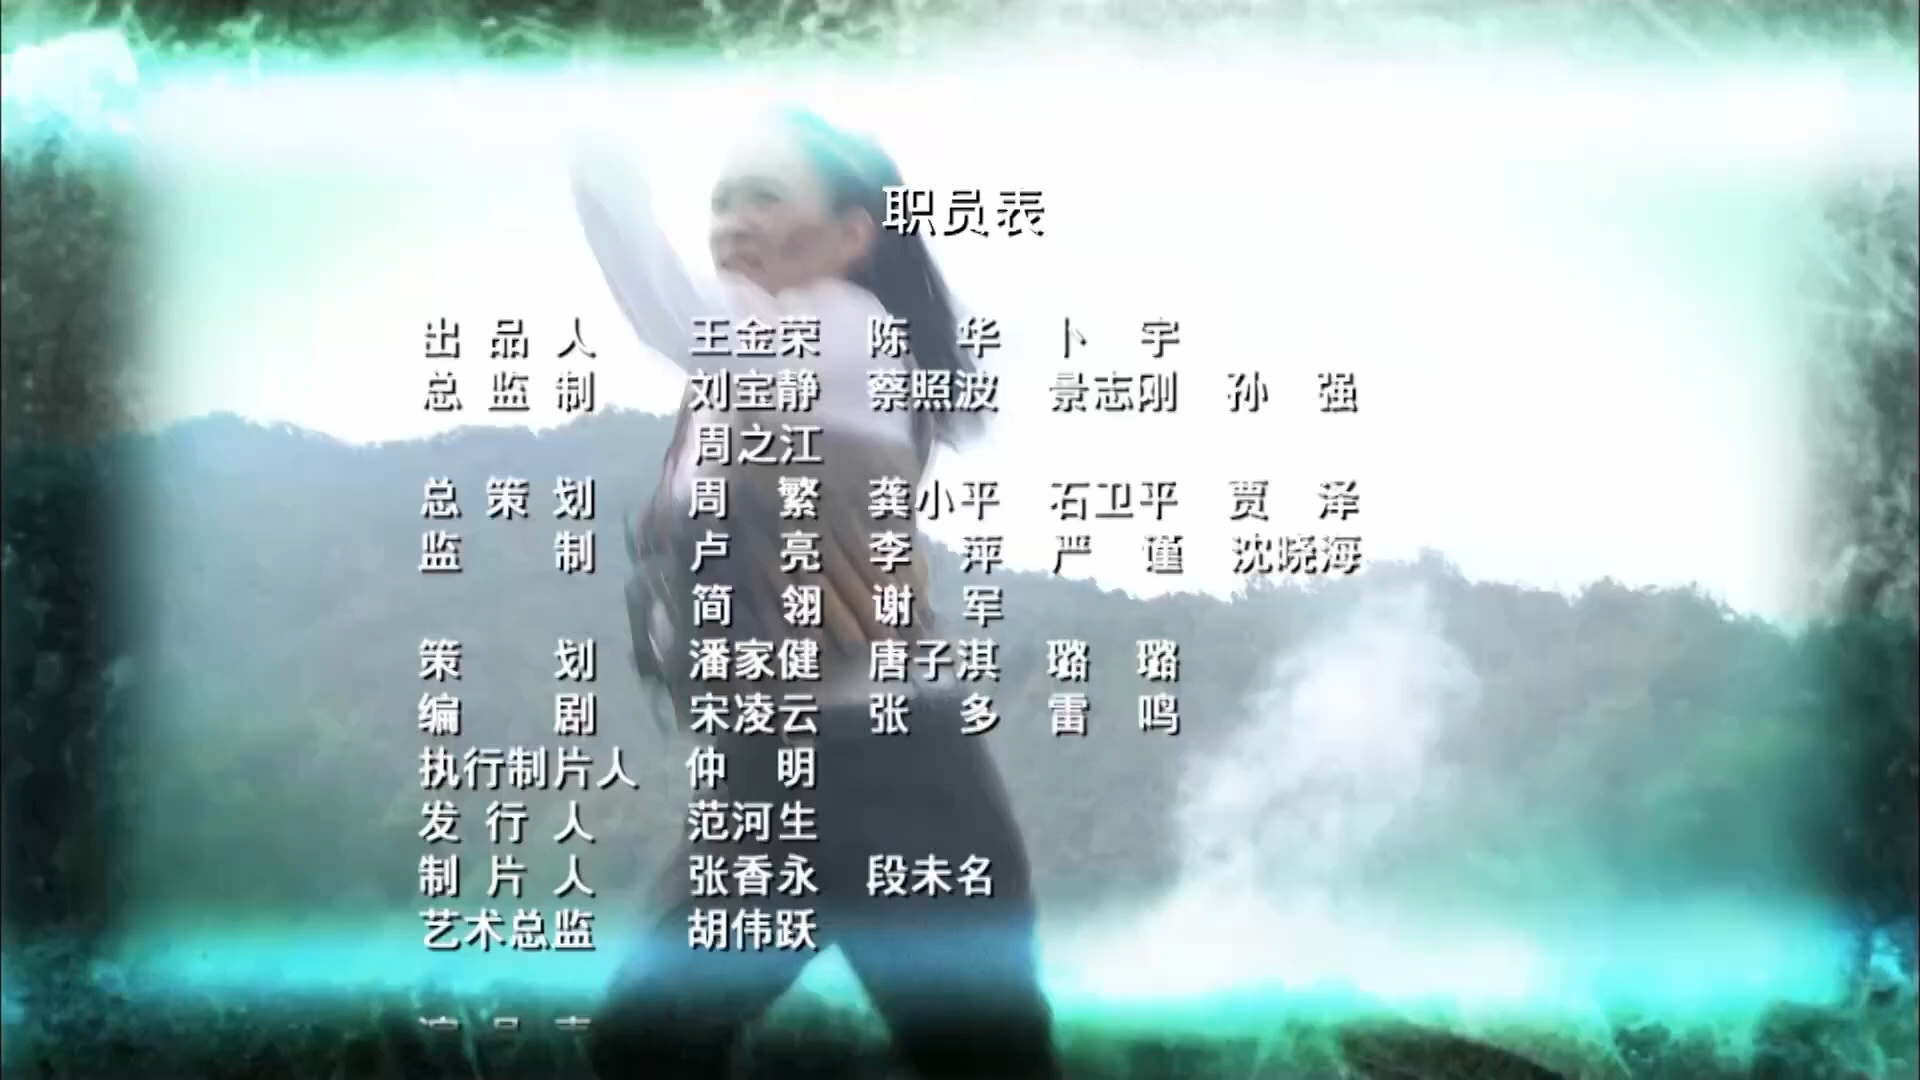 职员表
出品人 王金荣 陈华 卜宇
总监制 刘宝静 蔡照波 景志刚 孙强
周之江
总策划 周繁 龚小平 石卫平 贾泽
监制 卢亮 李萍 严谨 沈晓海
简翎 谢军
策划 潘家健 唐子淇 璐璐
编剧 宋凌云 张多 雷鸣
执行制片人 仲明
发行人 范河生
制片人 张香永 段未名
艺术总监 胡伟跃